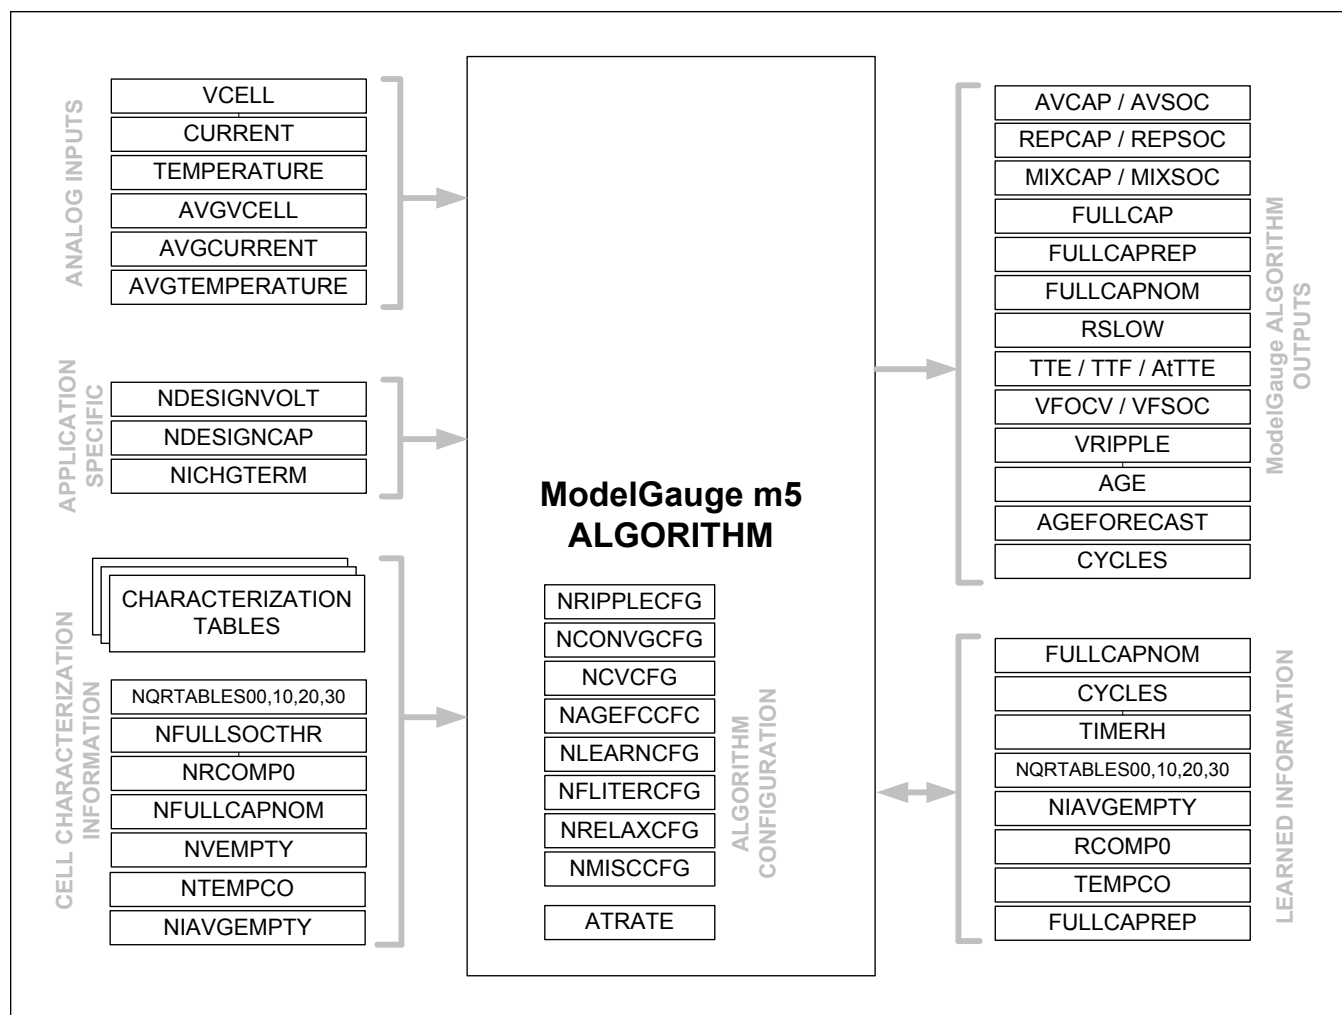 ANALOG INPUTS
VCELL
CURRENT
TEMPERATURE
AVGVCELL
AVGCURRENT
AVGTEMPERATURE
APPLICATION
SPECIFIC
NDESIGNVOLT
NDESIGNCAP
NICHGTERM
CELL CHARACTERIZATION
INFORMATION
CHARACTERIZATION
TABLES
NQRTABLES00,10,20,30
NFULLSOCTHR
NRCOMP0
NFULLCAPNOM
NVEMPTY
NTEMPCO
NIAVGEMPTY
ModelGauge m5
ALGORITHM
NRIPPLECFG
NCONVGCFG
NCVCFG
NAGEFCCFC
NLEARNCFG
NFLITERCFG
NRELAXCFG
NMISCCFG
ATRATE
ALGORITHM
CONFIGURATION
AVCAP / AVSOC
REPCAP / REPSOC
MIXCAP / MIXSOC
FULLCAP
FULLCAPREP
FULLCAPNOM
RSLOW
TTE / TTF / AtTTE
VFOCV / VFSOC
VRIPPLE
AGE
AGEFORECAST
CYCLES
ModelGauge ALGORITHM
OUTPUTS
FULLCAPNOM
CYCLES
TIMERH
NQRTABLES00,10,20,30
NIAVGEMPTY
RCOMP0
TEMPCO
FULLCAPREP
LEARNED INFORMATION